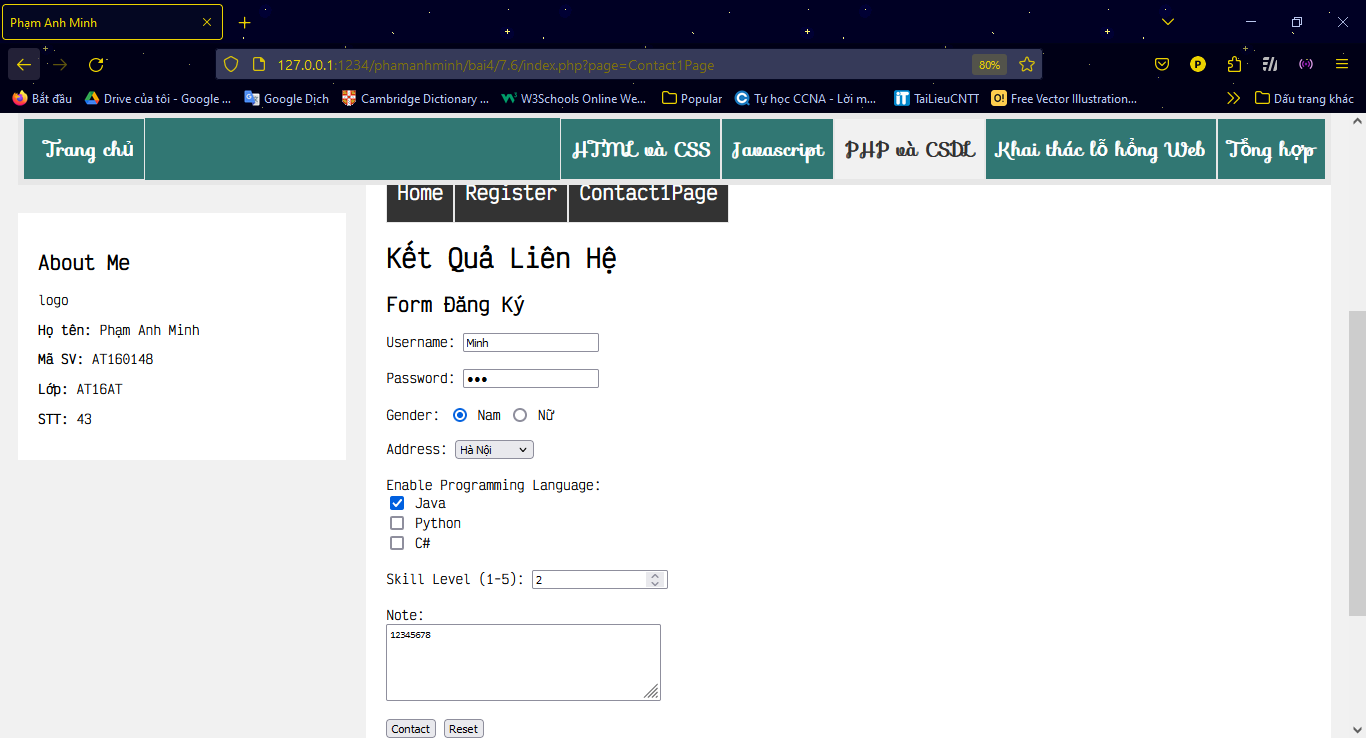 Phạm Anh Minh
127.0.0.1:1234/phamanhminh/bai4/7.6/index.php?page=Contact1Page
80%
Bắt đầu Drive của tôi - Google ... Google Dịch Cambridge Dictionary ... W3Schools Online We... Popular Tự học CCNA - Lời m... TaiLieuCNTT Free Vector Illustration... Dấu trang khác
Trang chủ HTML và CSS Javascript PHP và CSDL Khai thác lỗ hổng Web Tổng hợp
Home Register Contact1Page
About Me
logo
Họ tên: Phạm Anh Minh
Mã SV: AT160148
Lớp: AT16AT
STT: 43
Kết Quả Liên Hệ
Form Đăng Ký
Username: Minh
Password: •••
Gender: Nam Nữ
Address: Hà Nội
Enable Programming Language:
Java
Python
C#
Skill Level (1-5): 2
Note:
12345678
Contact Reset